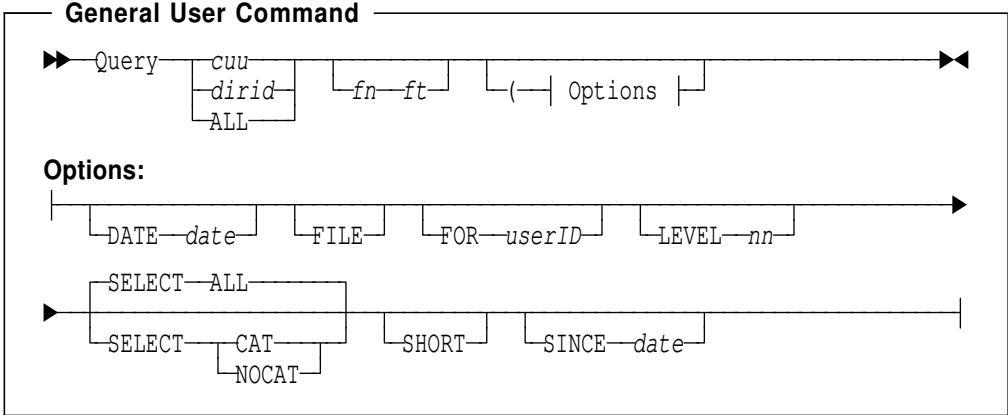 General User Command
Query cuu fn ft ( Options
dirid
ALL
Options:
DATE date FILE FOR userID LEVEL nn
SELECT ALL
SELECT CAT SHORT SINCE date
NOCAT